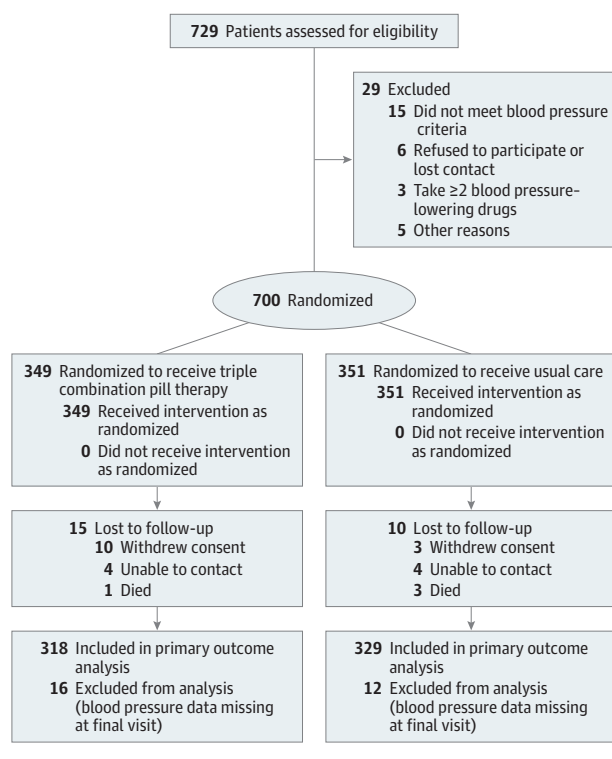 729 Patients assessed for eligibility
29 Excluded
15 Did not meet blood pressure
criteria
6 Refused to participate or
lost contact
3 Take ≥2 blood pressure-
lowering drugs
5 Other reasons
700 Randomized
349 Randomized to receive triple
combination pill therapy
349 Received intervention as
randomized
0 Did not receive intervention
as randomized
351 Randomized to receive usual care
351 Received intervention as
randomized
0 Did not receive intervention
as randomized
15 Lost to follow-up
10 Withdrew consent
4 Unable to contact
1 Died
10 Lost to follow-up
3 Withdrew consent
4 Unable to contact
3 Died
318 Included in primary outcome
analysis
16 Excluded from analysis
(blood pressure data missing
at final visit)
329 Included in primary outcome
analysis
12 Excluded from analysis
(blood pressure data missing
at final visit)